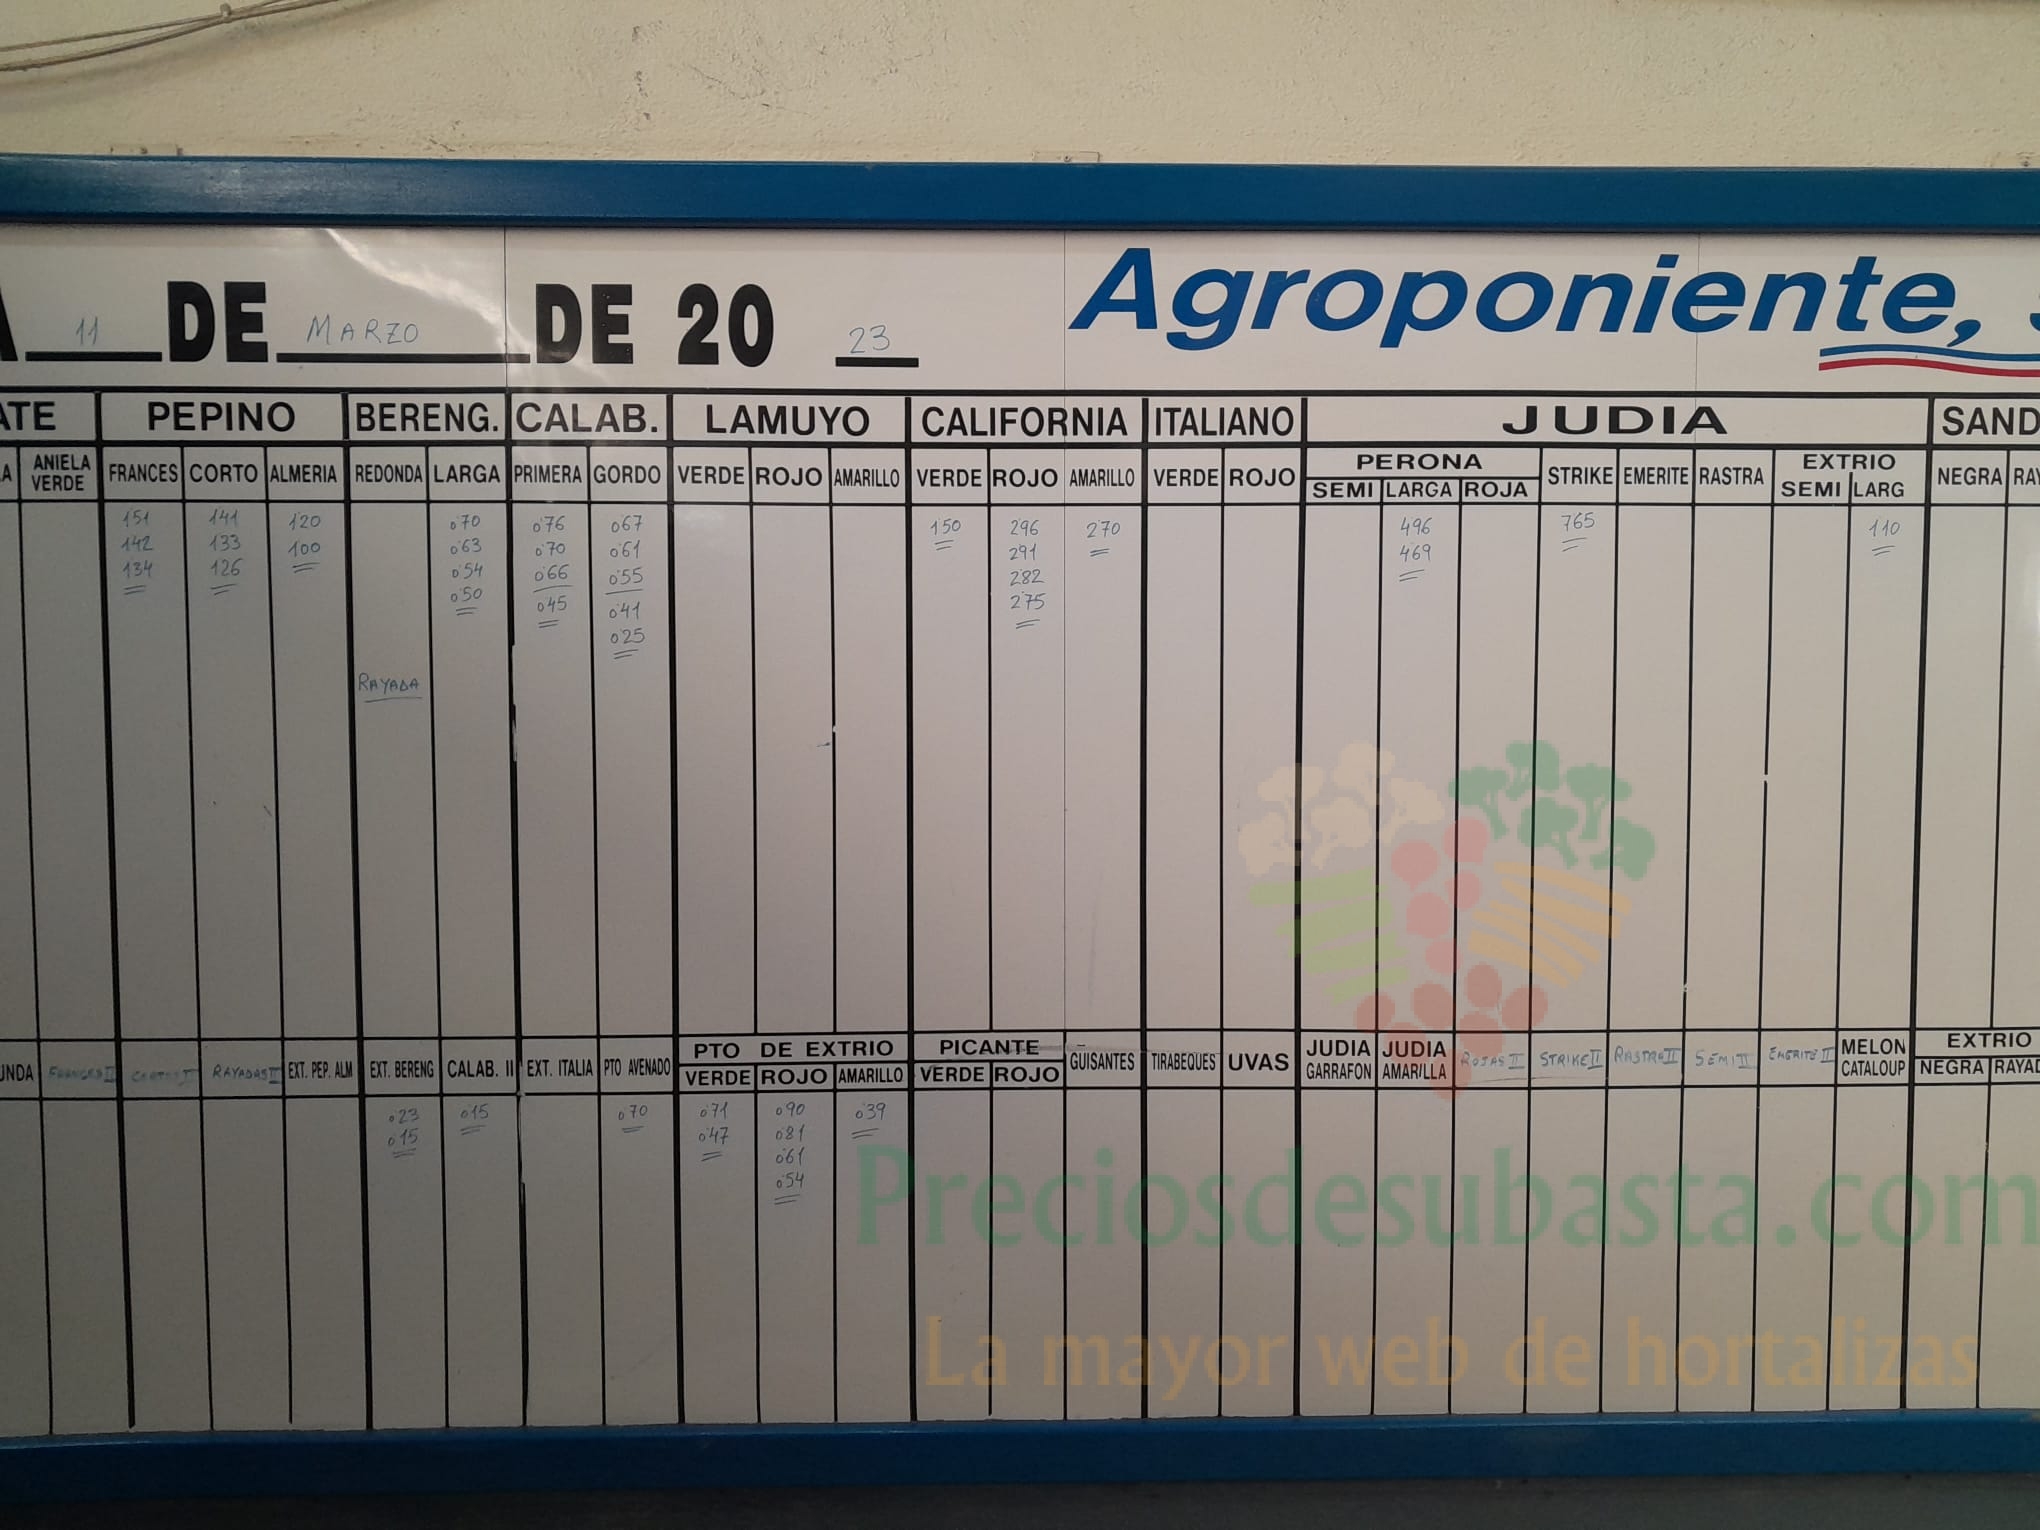 A 11 DE MARZO DE 20 23 Agroponiente,
ATE PEPINO BERENG. CALAB. LAMUYO CALIFORNIA ITALIANO JUDIA SAND
LA ANIELA VERDE FRANCES CORTO ALMERIA REDONDA LARGA PRIMERA GORDO VERDE ROJO AMARILLO VERDE ROJO AMARILLO VERDE ROJO PERONA STRIKE EMERITE RASTRA EXTRIO NEGRA RAY
SEMI LARGA ROJA SEMI LARG
151 141 120 0'70 0'76 0'67 1'50 296 270 496 765 110
142 133 100 0'63 0'70 0'61 291 469
134 126 0'54 0'66 0'55 282
0'50 0'45 0'41 275
0'25
RAYADA
UNDA FRANCES II CORTOS II RAYADAS II EXT. PEP. ALM EXT. BERENG CALAB. II EXT. ITALIA PTO AVENADO PTO DE EXTRIO PICANTE GUISANTES TIRABEQUES UVAS JUDIA GARRAFON JUDIA AMARILLA ROJAS II STRIKE II RASTRA II SEMI II EMERITE II MELON CATALOUP EXTRIO
VERDE ROJO AMARILLO VERDE ROJO NEGRA RAYAD
0'23 0'15 0'70 0'71 0'90 0'39
0'15 0'47 0'81
0'61
0'54
Preciosdesubasta.com
La mayor web de hortalizas